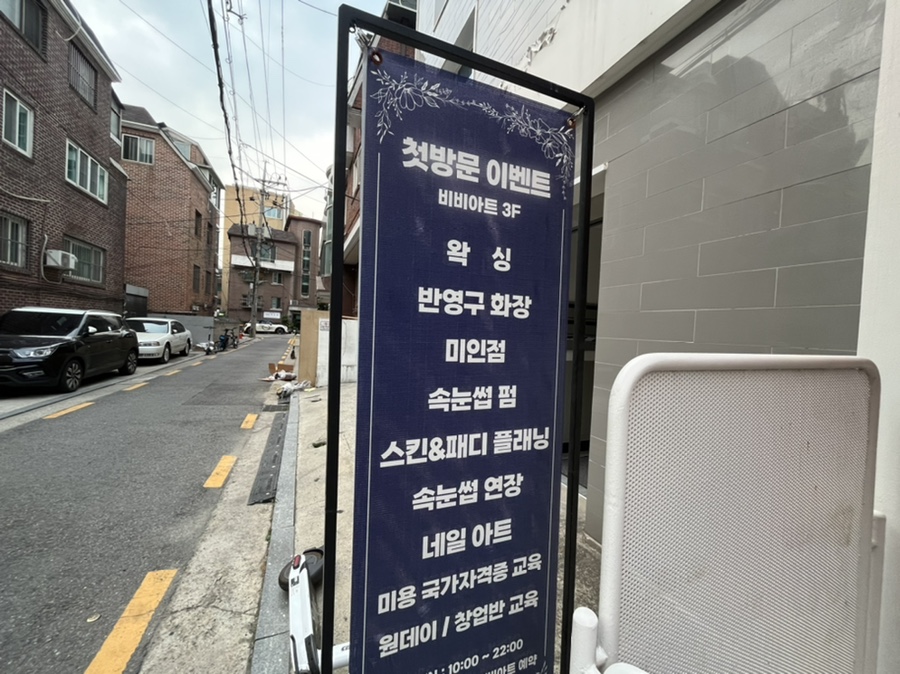 첫방문 이벤트
비비아트 3F
왁 싱
반영구 화장
미인점
속눈썹 펌
스킨&패디 플래닝
속눈썹 연장
네일 아트
미용 국가자격증 교육
원데이 / 창업반 교육
: 10:00 ~ 22:00
예약